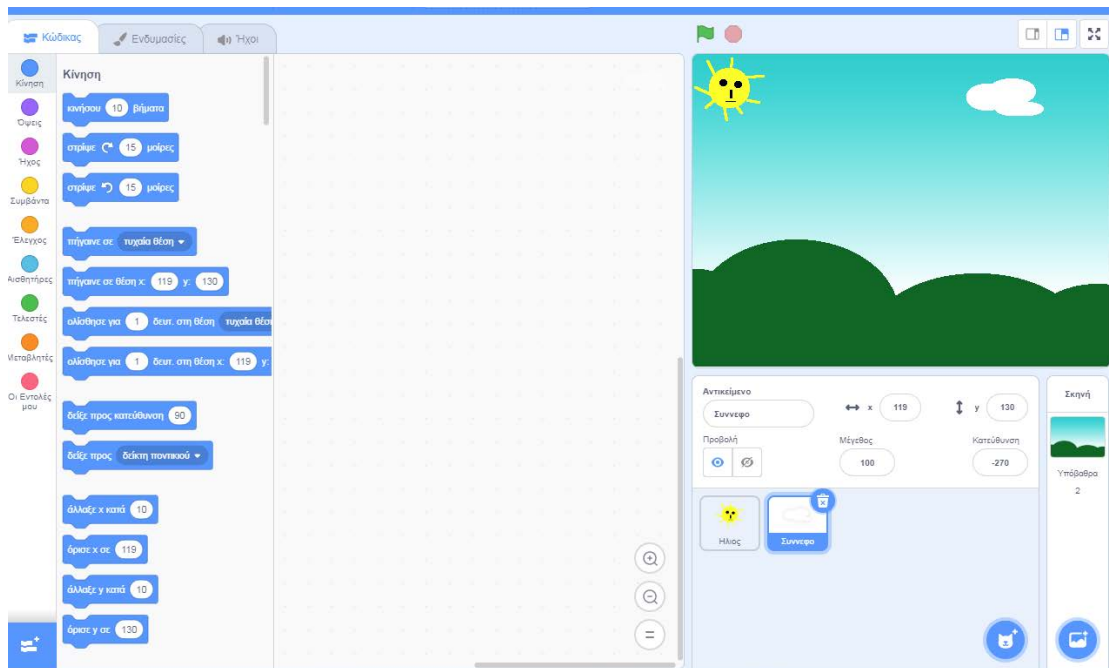 Κώδικας
Ενδυμασίες
Ήχοι
Κίνηση
Όψεις
Ήχος
Συμβάντα
Έλεγχος
Αισθητήρες
Τελεστές
Μεταβλητές
Οι Εντολές
μου
Κίνηση
κινήσου 10 βήματα
στρίψε 15 μοίρες
στρίψε 15 μοίρες
πήγαινε σε τυχαία θέση
πήγαινε σε θέση x: 119 y: 130
ολίσθησε για 1 δευτ. στη θέση τυχαία
ολίσθησε για 1 δευτ. στη θέση x: 119 y:
δείξε προς κατεύθυνση 90
δείξε προς δείκτη ποντικιού
άλλαξε x κατά 10
όρισε x σε 119
άλλαξε y κατά 10
όρισε y σε 130
Αντικείμενο
Συννεφο
x 119
y 130
Προβολή
Μέγεθος
100
Κατεύθυνση
-270
Ηλιος
Συννεφο
Σκηνή
Υπόβαθρα
2